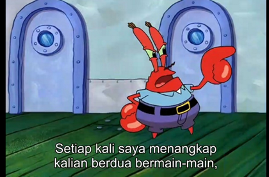 Setiap kali saya menangkap
kalian berdua bermain-main,